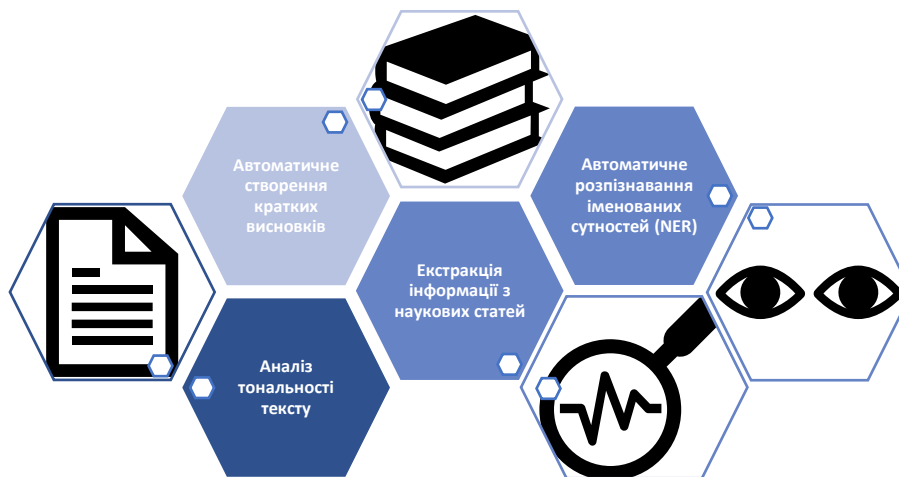 Автоматичне
створення
кратких
висновків
Автоматичне
розпізнавання
іменованих
сутностей (NER)
Екстракція
інформації з
наукових статей
Аналіз
тональності
тексту